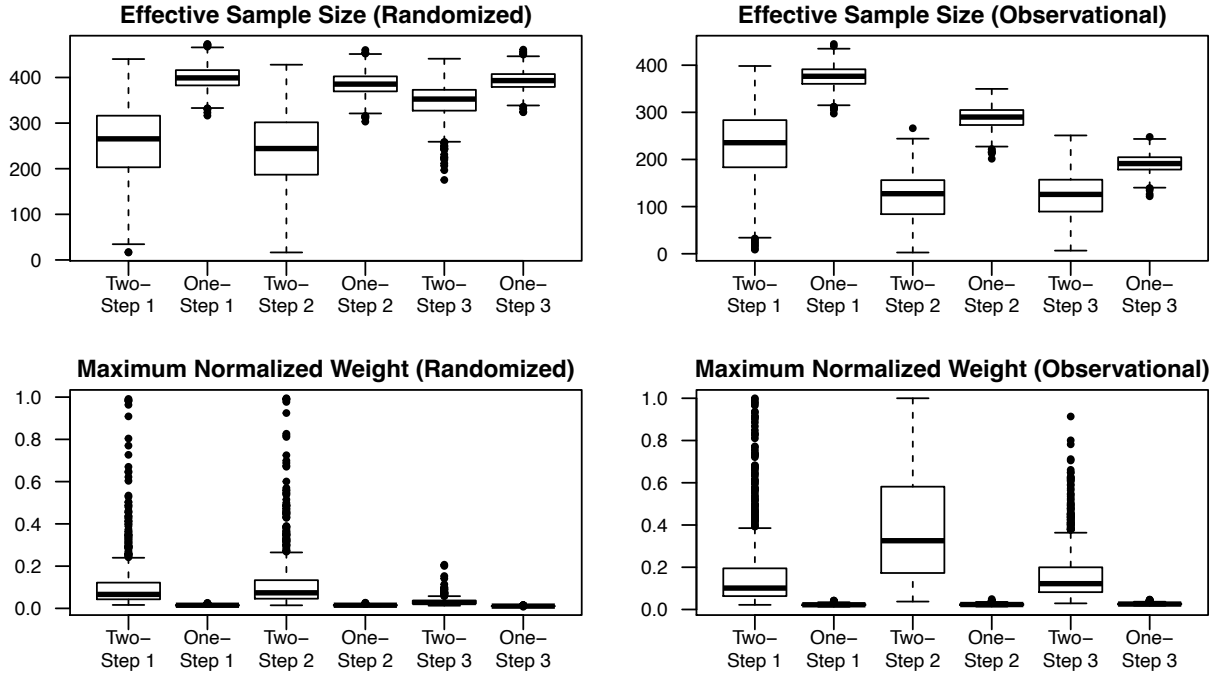 Effective Sample Size (Randomized)
400
300
200
100
0
Two− One− Two− One− Two− One−
Step 1 Step 1 Step 2 Step 2 Step 3 Step 3
Effective Sample Size (Observational)
400
300
200
100
0
Two− One− Two− One− Two− One−
Step 1 Step 1 Step 2 Step 2 Step 3 Step 3
Maximum Normalized Weight (Randomized)
1.0
0.8
0.6
0.4
0.2
0.0
Two− One− Two− One− Two− One−
Step 1 Step 1 Step 2 Step 2 Step 3 Step 3
Maximum Normalized Weight (Observational)
1.0
0.8
0.6
0.4
0.2
0.0
Two− One− Two− One− Two− One−
Step 1 Step 1 Step 2 Step 2 Step 3 Step 3